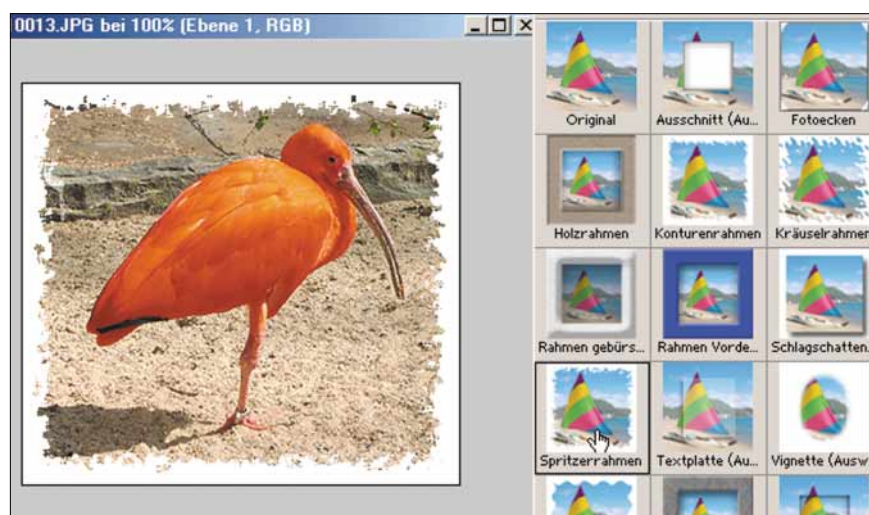 0013.JPG bei 100% (Ebene 1, RGB)
Original
Ausschnitt (Au...
Fotoecken
Holzrahmen
Konturenrahmen
Kräuselrahmen
Rahmen gebürs...
Rahmen Vorde...
Schlagschatten.
Spritzerrahmen
Textplatte (Au...
Vignette (Ausw